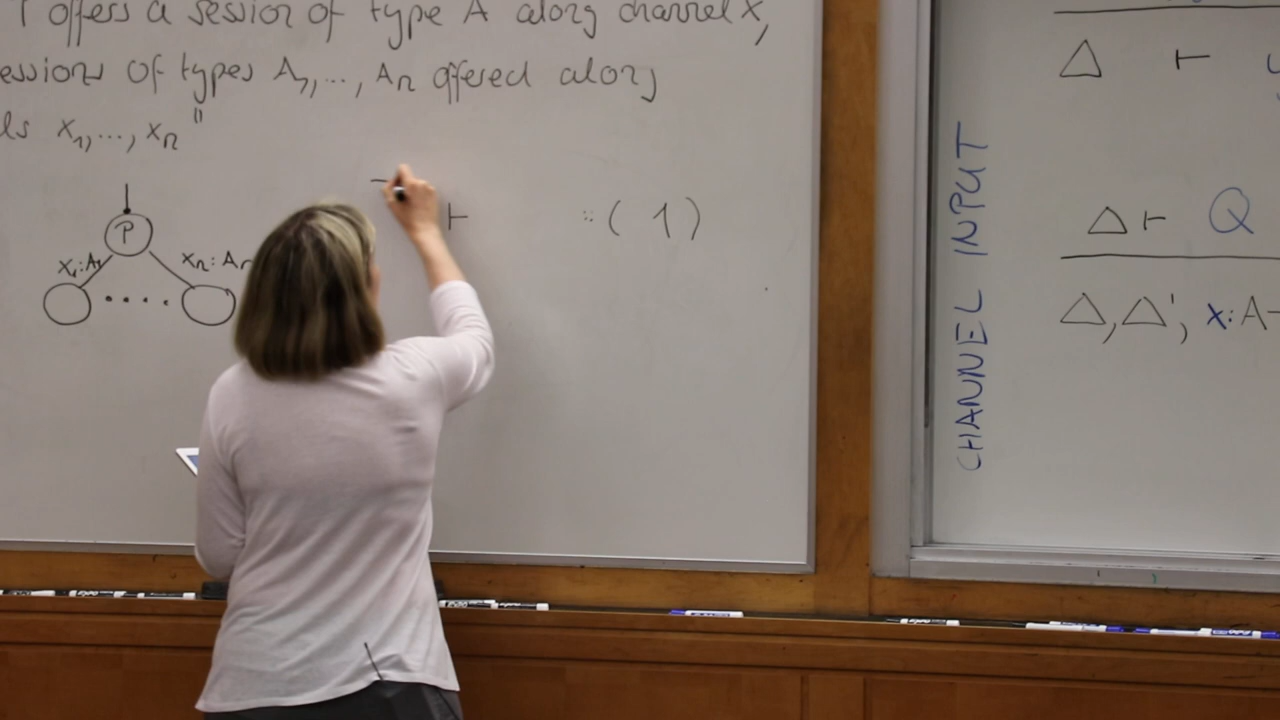 P offers a session of type A along channel x,
essions of types A₁,..., Aₙ offered along
ls x₁,..., xₙ"
P
x₁:A₁ xₙ:Aₙ
. . . . .
⊢ :: ( 1 )
CHANNEL INPUT
Δ ⊢
Δ ⊢ Q
Δ, Δ', x:A